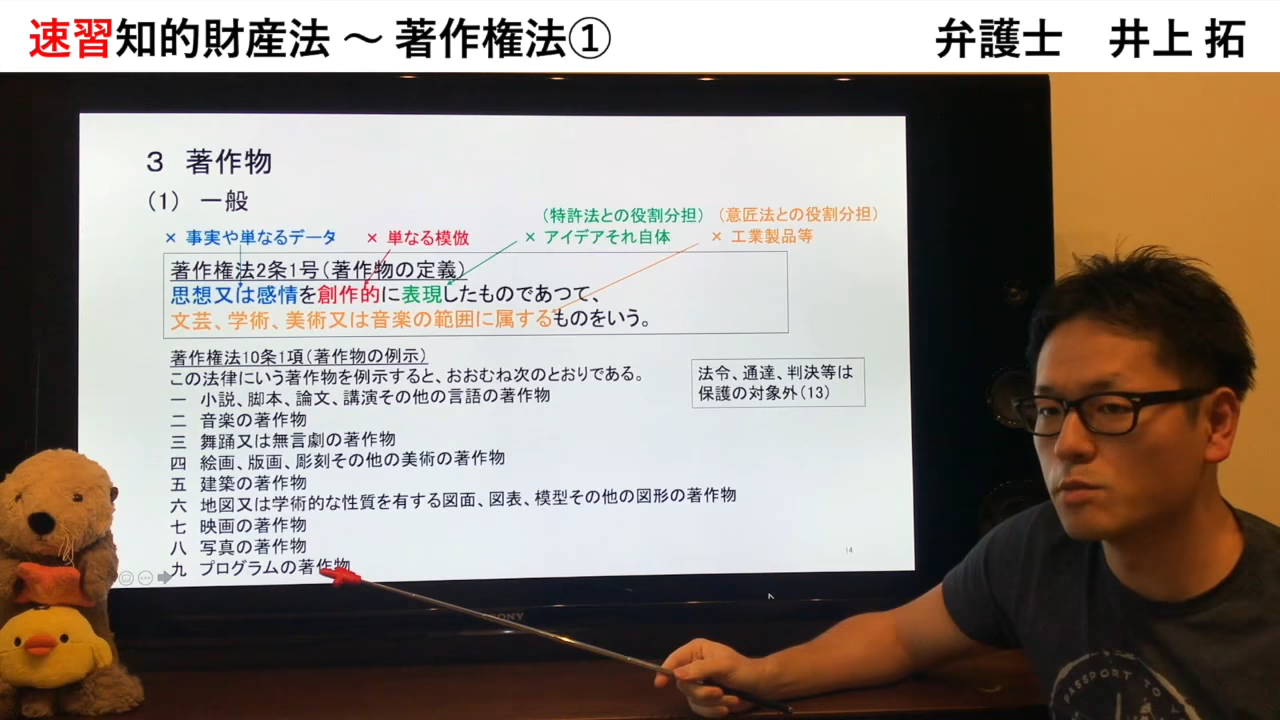 速習知的財産法 ～ 著作権法①
弁護士　井上 拓
３　著作物
（1）　一般
（特許法との役割分担）
（意匠法との役割分担）
× 事実や単なるデータ
× 単なる模倣
× アイデアそれ自体
× 工業製品等
著作権法2条1号（著作物の定義）
思想又は感情を創作的に表現したものであつて、
文芸、学術、美術又は音楽の範囲に属するものをいう。
著作権法10条1項（著作物の例示）
この法律にいう著作物を例示すると、おおむね次のとおりである。
一　小説、脚本、論文、講演その他の言語の著作物
二　音楽の著作物
三　舞踊又は無言劇の著作物
四　絵画、版画、彫刻その他の美術の著作物
五　建築の著作物
六　地図又は学術的な性質を有する図面、図表、模型その他の図形の著作物
七　映画の著作物
八　写真の著作物
九　プログラムの著作物
法令、通達、判決等は
保護の対象外（13）
14
SONY
PASSPORT TO